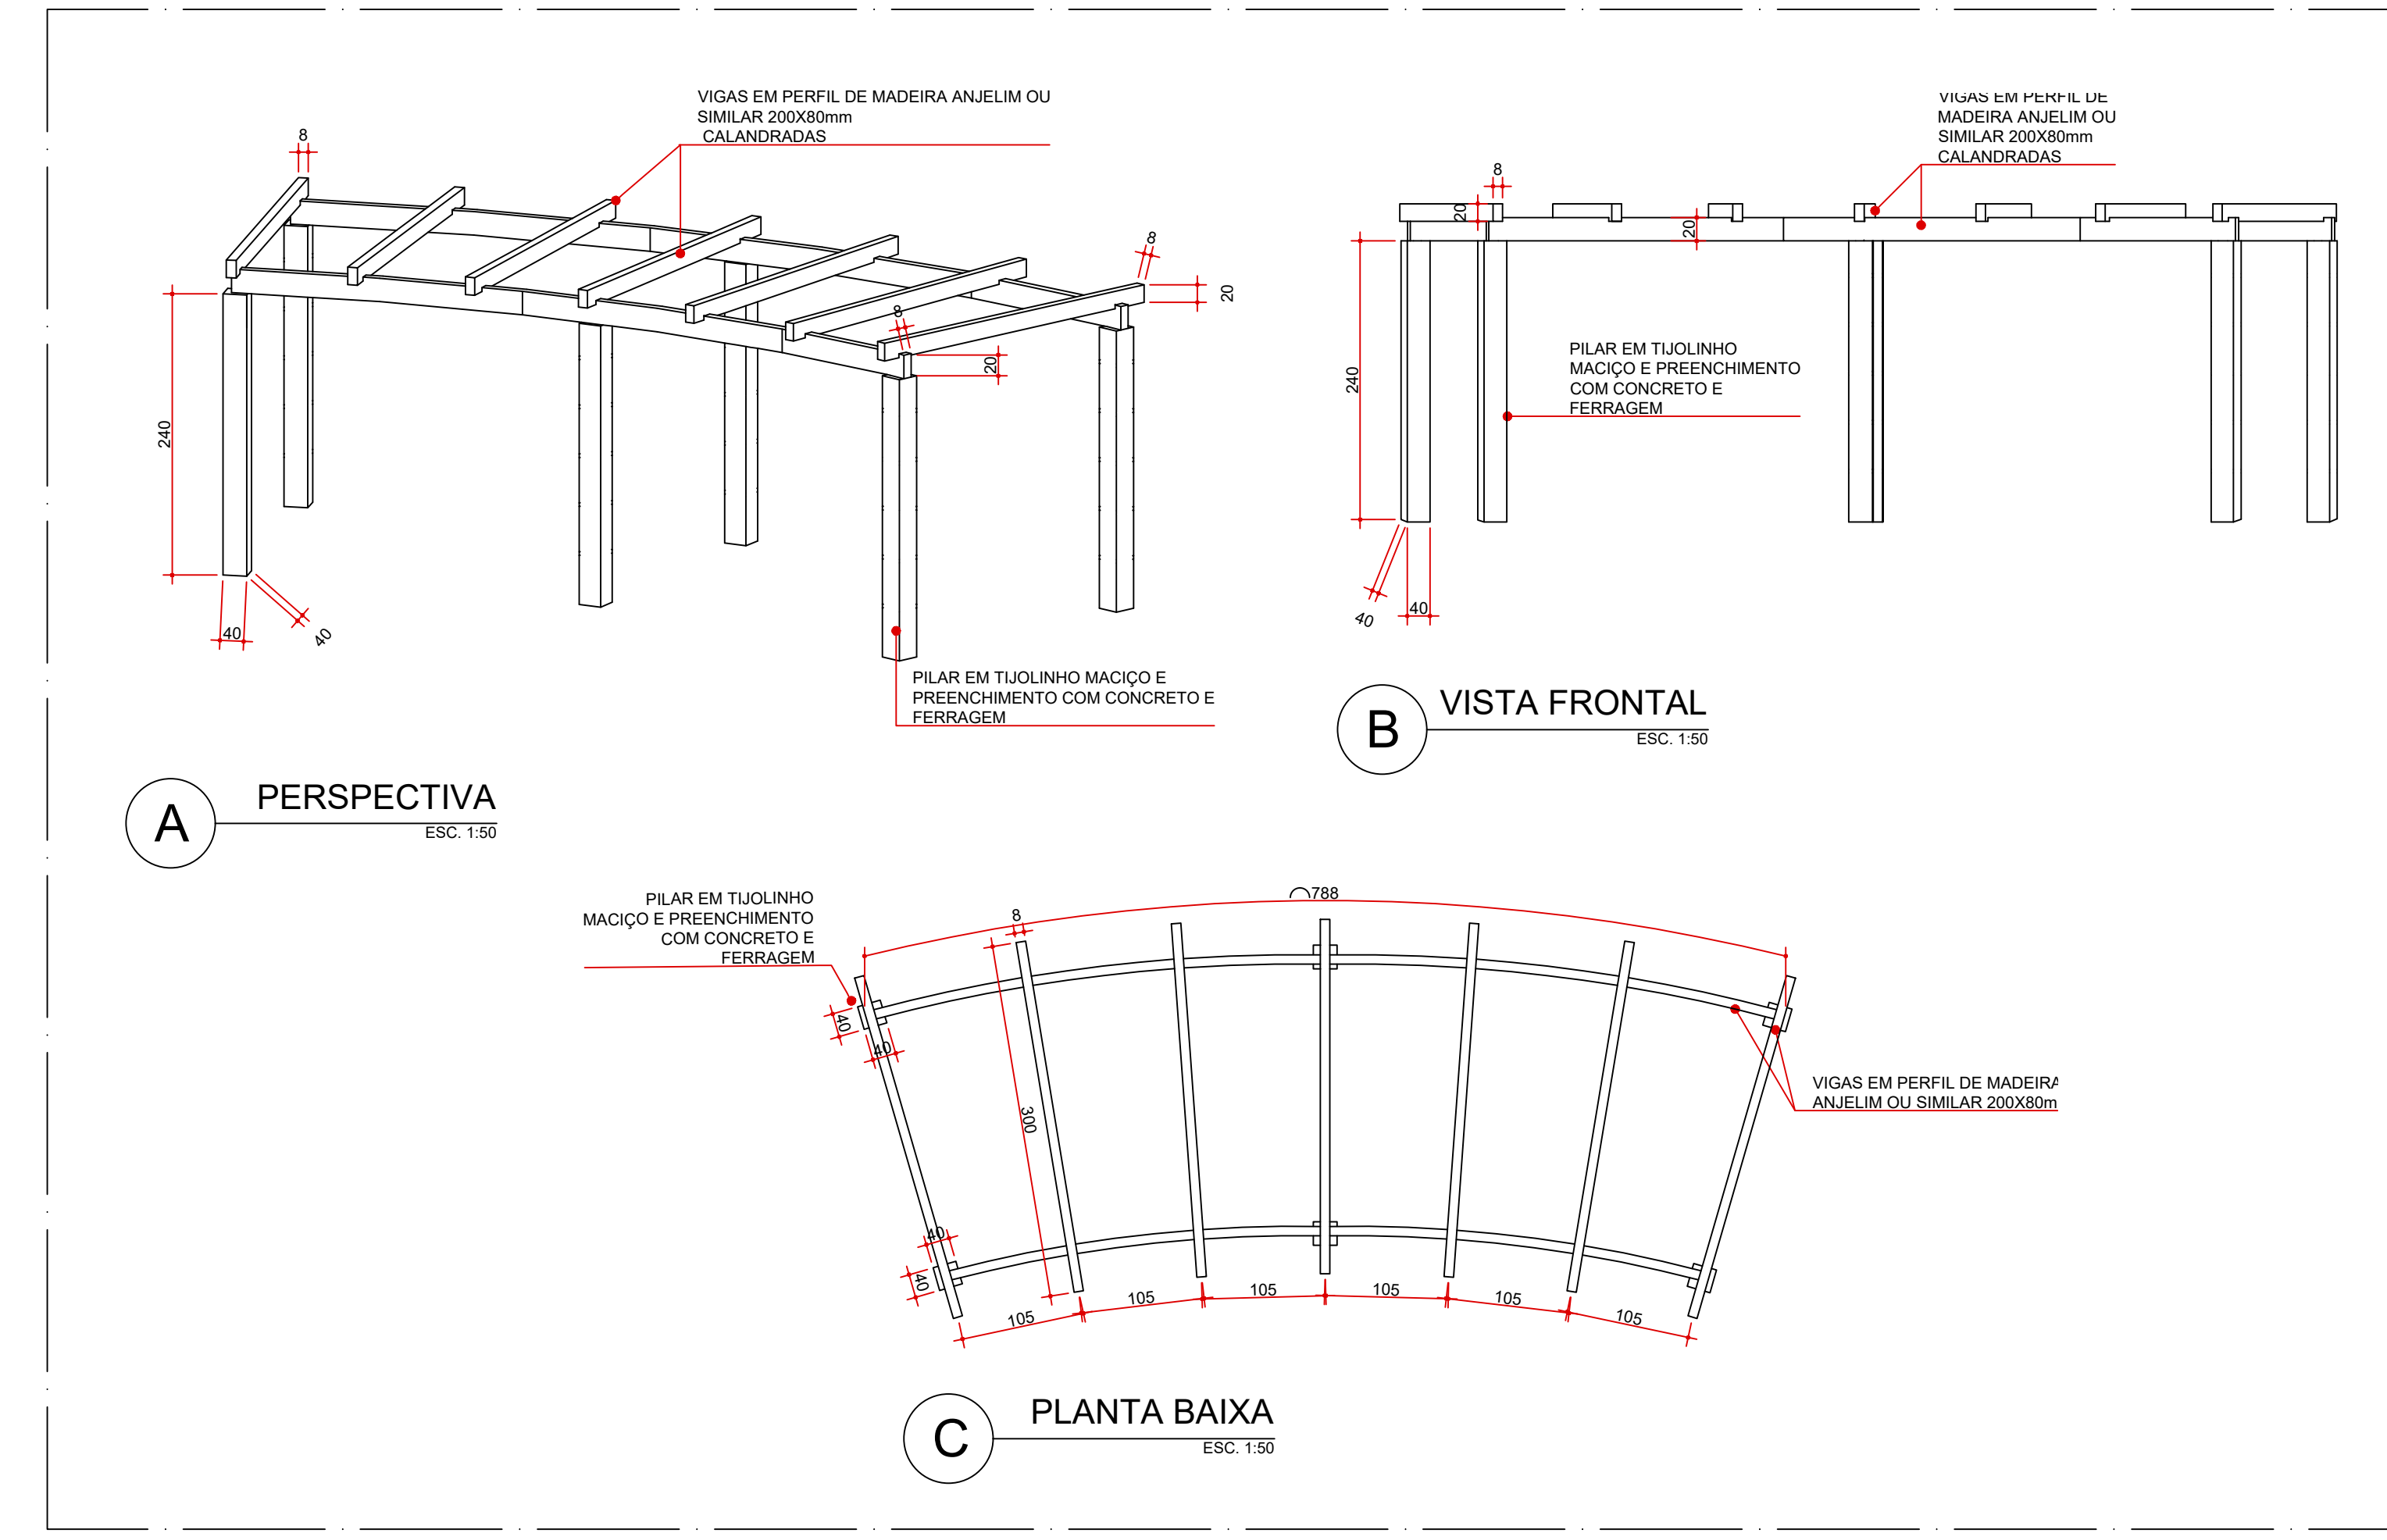 VIGAS EM PERFIL DE MADEIRA ANJELIM OU
SIMILAR 200X80mm
CALANDRADAS
8
8
20
8
20
240
40
40
PILAR EM TIJOLINHO MACIÇO E
PREENCHIMENTO COM CONCRETO E
FERRAGEM
A
PERSPECTIVA
ESC. 1:50
VIGAS EM PERFIL DE
MADEIRA ANJELIM OU
SIMILAR 200X80mm
CALANDRADAS
8
20
20
240
PILAR EM TIJOLINHO
MACIÇO E PREENCHIMENTO
COM CONCRETO E
FERRAGEM
40
40
B
VISTA FRONTAL
ESC. 1:50
PILAR EM TIJOLINHO
MACIÇO E PREENCHIMENTO
COM CONCRETO E
FERRAGEM
788
8
40
40
300
VIGAS EM PERFIL DE MADEIRA
ANJELIM OU SIMILAR 200X80m
40
40
105
105
105
105
105
105
C
PLANTA BAIXA
ESC. 1:50